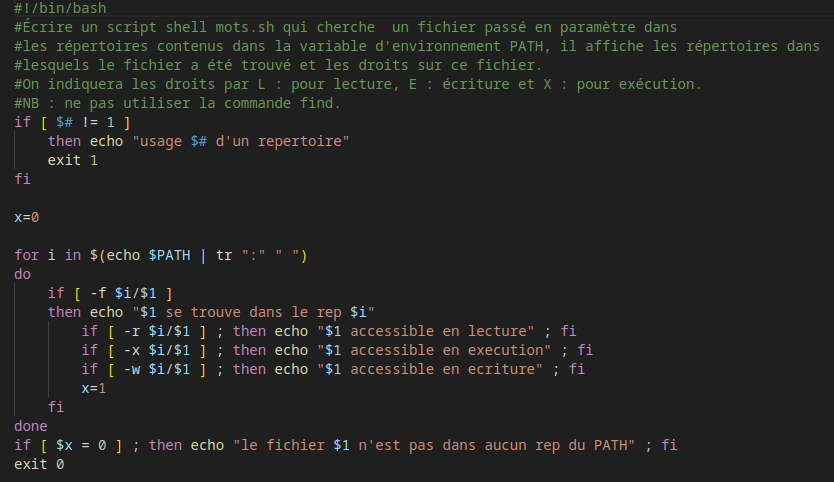 #!/bin/bash
#Écrire un script shell mots.sh qui cherche  un fichier passé en paramètre dans
#les répertoires contenus dans la variable d'environnement PATH, il affiche les répertoires dans
#lesquels le fichier a été trouvé et les droits sur ce fichier.
#On indiquera les droits par L : pour lecture, E : écriture et X : pour exécution.
#NB : ne pas utiliser la commande find.
if [ $# != 1 ]
    then echo "usage $# d'un repertoire"
    exit 1
fi

x=0

for i in $(echo $PATH | tr ":" " ")
do
    if [ -f $i/$1 ]
    then echo "$1 se trouve dans le rep $i"
        if [ -r $i/$1 ] ; then echo "$1 accessible en lecture" ; fi
        if [ -x $i/$1 ] ; then echo "$1 accessible en execution" ; fi
        if [ -w $i/$1 ] ; then echo "$1 accessible en ecriture" ; fi
        x=1
    fi
done
if [ $x = 0 ] ; then echo "le fichier $1 n'est pas dans aucun rep du PATH" ; fi
exit 0